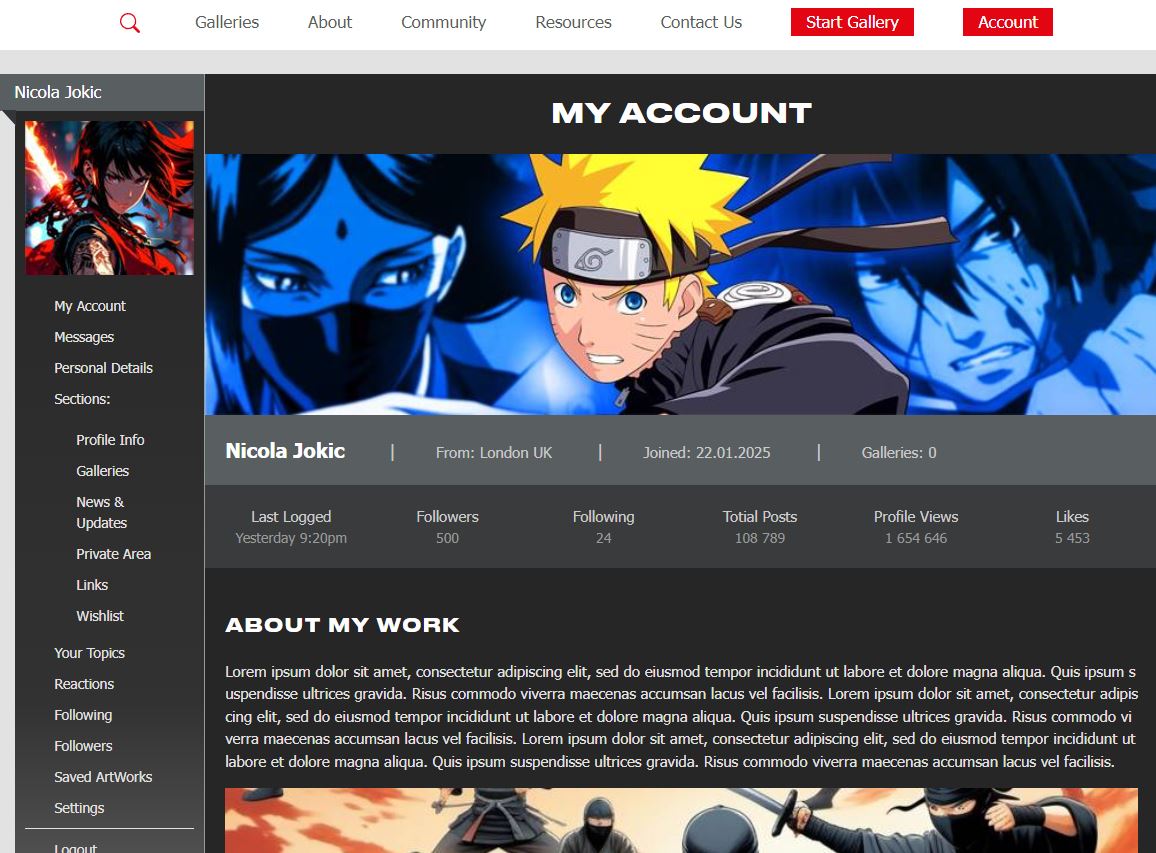 Galleries About Community Resources Contact Us Start Gallery Account
Nicola Jokic
MY ACCOUNT
My Account
Messages
Personal Details
Sections:
Profile Info
Galleries
News &
Updates
Private Area
Links
Wishlist
Your Topics
Reactions
Following
Followers
Saved ArtWorks
Settings
Logout
Nicola Jokic | From: London UK | Joined: 22.01.2025 | Galleries: 0
Last Logged Followers Following Totial Posts Profile Views Likes
Yesterday 9:20pm 500 24 108 789 1 654 646 5 453
ABOUT MY WORK
Lorem ipsum dolor sit amet, consectetur adipiscing elit, sed do eiusmod tempor incididunt ut labore et dolore magna aliqua. Quis ipsum s
uspendisse ultrices gravida. Risus commodo viverra maecenas accumsan lacus vel facilisis. Lorem ipsum dolor sit amet, consectetur adipis
cing elit, sed do eiusmod tempor incididunt ut labore et dolore magna aliqua. Quis ipsum suspendisse ultrices gravida. Risus commodo vi
verra maecenas accumsan lacus vel facilisis. Lorem ipsum dolor sit amet, consectetur adipiscing elit, sed do eiusmod tempor incididunt ut
labore et dolore magna aliqua. Quis ipsum suspendisse ultrices gravida. Risus commodo viverra maecenas accumsan lacus vel facilisis.